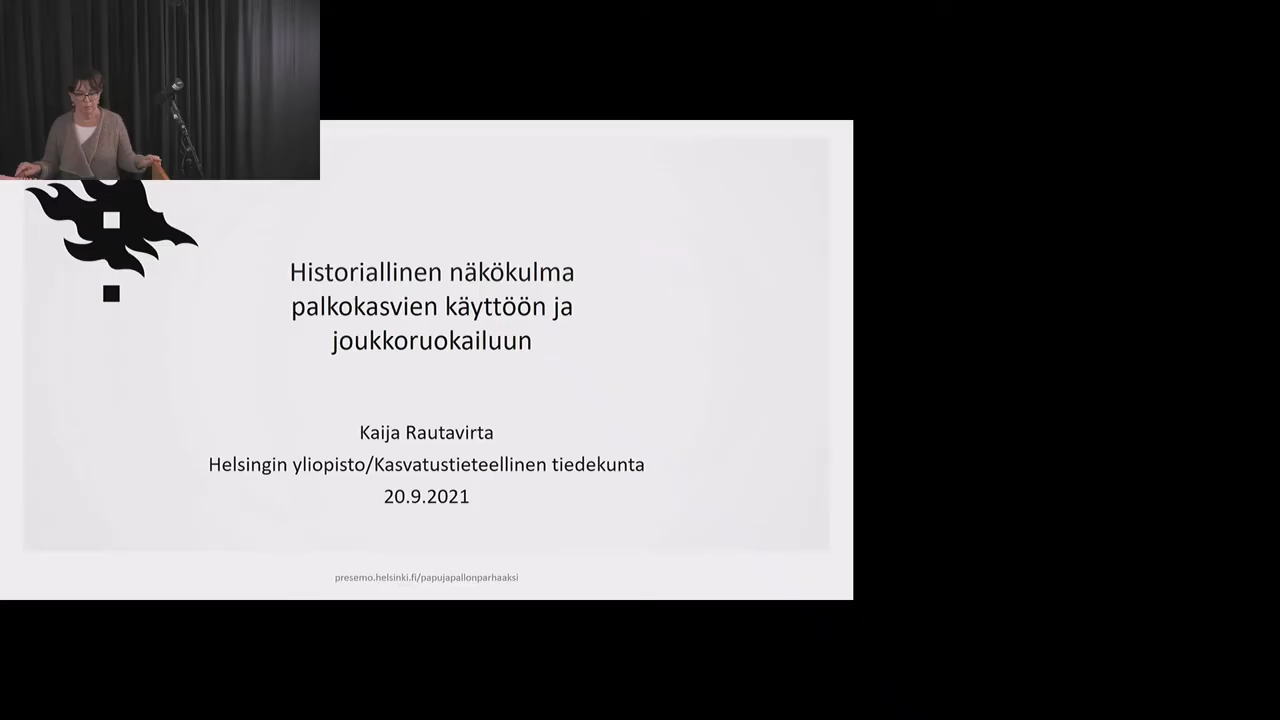 Historiallinen näkökulma
palkokasvien käyttöön ja
joukkoruokailuun
Kaija Rautavirta
Helsingin yliopisto/Kasvatustieteellinen tiedekunta
20.9.2021
presemo.helsinki.fi/papujapallonparhaaksi